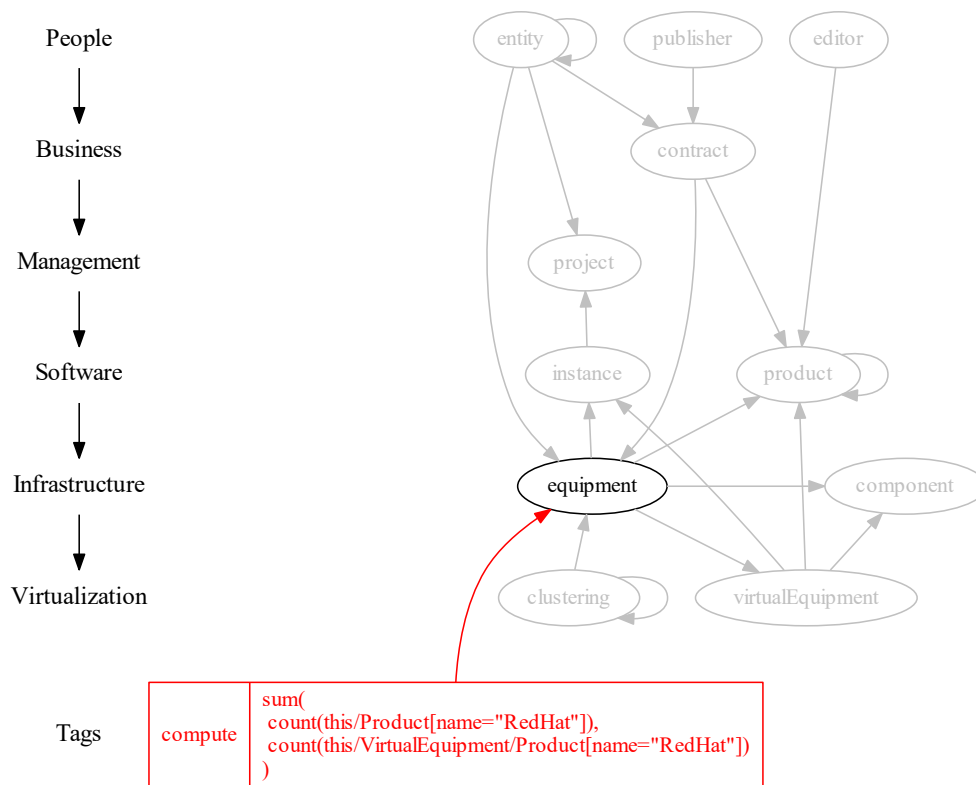 People
entity
publisher
editor
Business
contract
Management
project
Software
instance
product
Infrastructure
equipment
component
Virtualization
clustering
virtualEquipment
Tags
compute
sum(
count(this/Product[name="RedHat"]),
count(this/VirtualEquipment/Product[name="RedHat"])
)